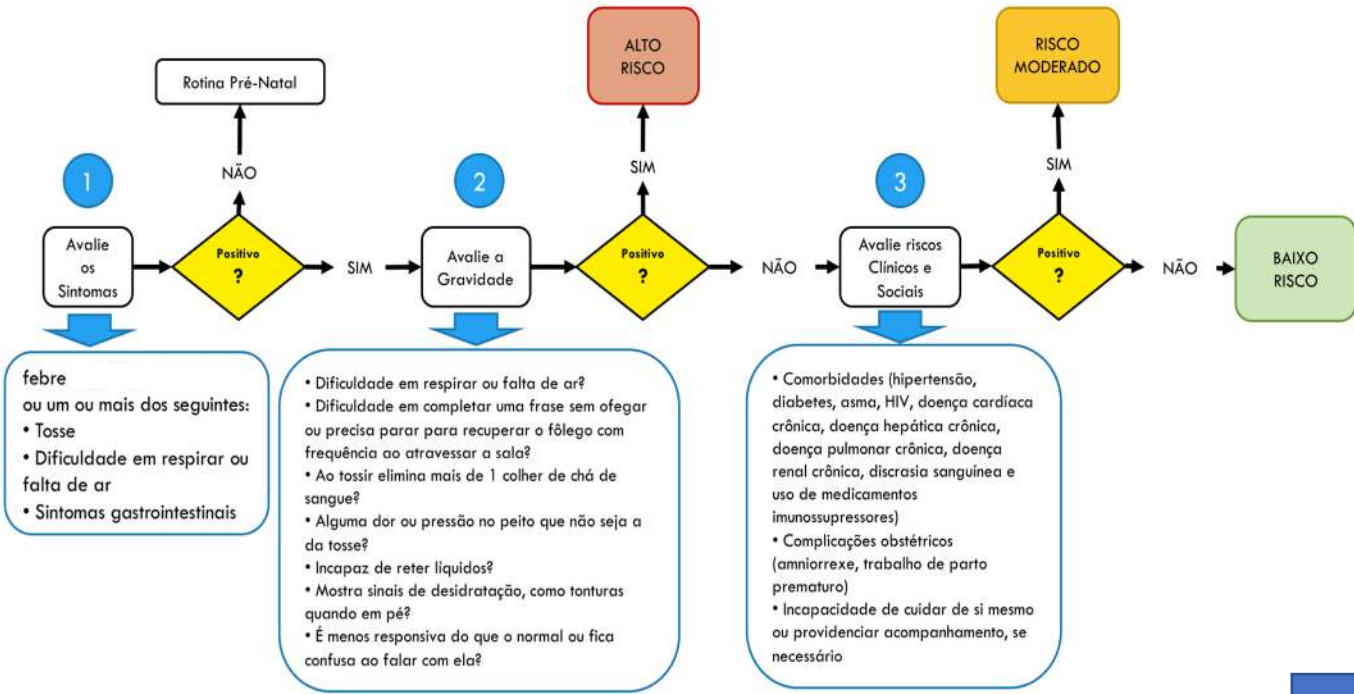 Rotina Pré-Natal
ALTO
RISCO
RISCO
MODERADO
NÃO
SIM
SIM
1
2
3
Avalie
os
Sintomas
Positivo
?
SIM
Avalie a
Gravidade
Positivo
?
NÃO
Avalie riscos
Clínicos e
Sociais
Positivo
?
NÃO
BAIXO
RISCO
febre
ou um ou mais dos seguintes:
• Tosse
• Dificuldade em respirar ou
falta de ar
• Sintomas gastrointestinais
• Dificuldade em respirar ou falta de ar?
• Dificuldade em completar uma frase sem ofegar
ou precisa parar para recuperar o fôlego com
frequência ao atravessar a sala?
• Ao tossir elimina mais de 1 colher de chá de
sangue?
• Alguma dor ou pressão no peito que não seja a
da tosse?
• Incapaz de reter líquidos?
• Mostra sinais de desidratação, como tonturas
quando em pé?
• É menos responsiva do que o normal ou fica
confusa ao falar com ela?
• Comorbidades (hipertensão,
diabetes, asma, HIV, doença cardíaca
crônica, doença hepática crônica,
doença pulmonar crônica, doença
renal crônica, discrasia sanguínea e
uso de medicamentos
imunossupressores)
• Complicações obstétricas
(amniorrexe, trabalho de parto
prematuro)
• Incapacidade de cuidar de si mesmo
ou providenciar acompanhamento, se
necessário